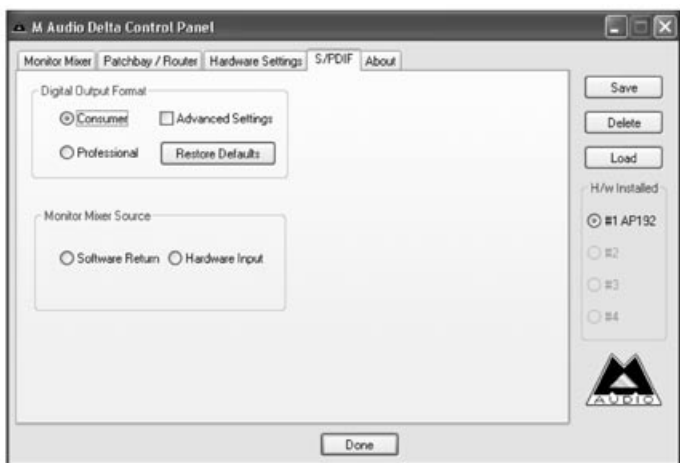 M Audio Delta Control Panel
Monitor Mixer Patchbay / Router Hardware Settings S/PDIF About
Digital Output Format
Consumer Advanced Settings
Professional Restore Defaults
Monitor Mixer Source
Software Return Hardware Input
Save
Delete
Load
H/w Installed
#1 AP192
#2
#3
#4
M
AUDIO
Done